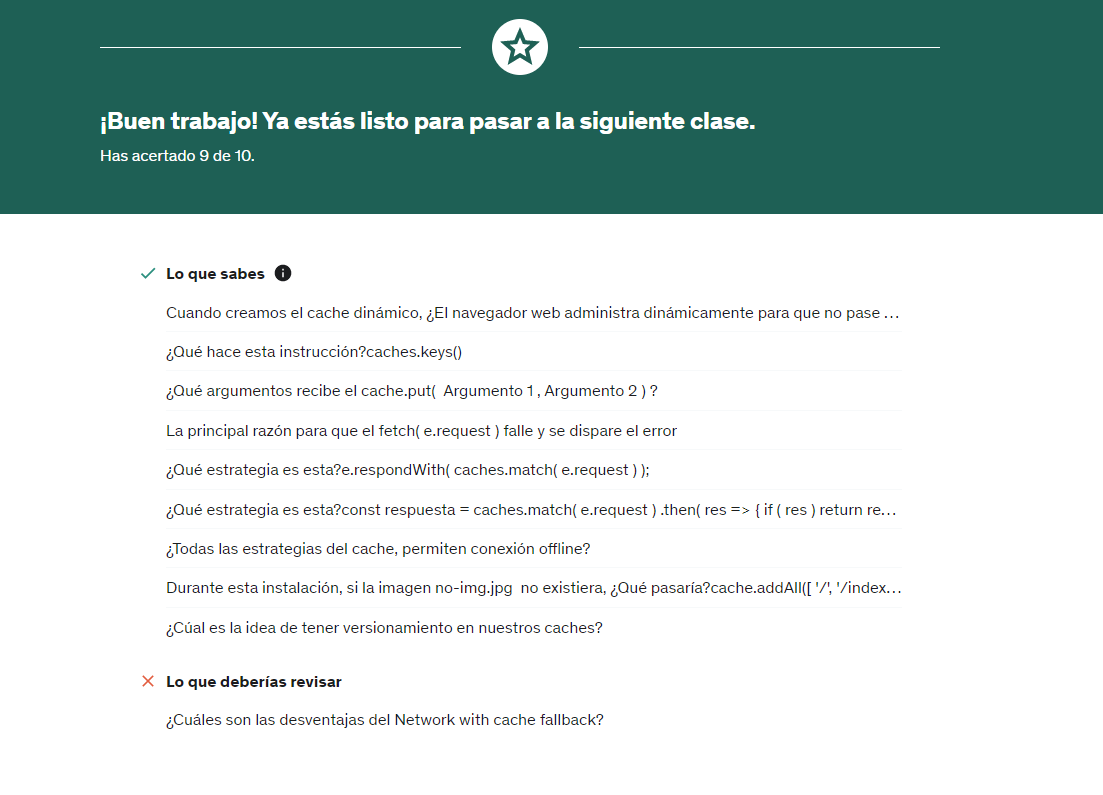 ¡Buen trabajo! Ya estás listo para pasar a la siguiente clase.
Has acertado 9 de 10.
Lo que sabes
Cuando creamos el cache dinámico, ¿El navegador web administra dinámicamente para que no pase ...
¿Qué hace esta instrucción?caches.keys()
¿Qué argumentos recibe el cache.put(  Argumento 1 , Argumento 2 ) ?
La principal razón para que el fetch( e.request ) falle y se dispare el error
¿Qué estrategia es esta?e.respondWith( caches.match( e.request ) );
¿Qué estrategia es esta?const respuesta = caches.match( e.request ) .then( res => { if ( res ) return re...
¿Todas las estrategias del cache, permiten conexión offline?
Durante esta instalación, si la imagen no-img.jpg  no existiera, ¿Qué pasaría?cache.addAll([ '/', '/index...
¿Cúal es la idea de tener versionamiento en nuestros caches?
Lo que deberías revisar
¿Cuáles son las desventajas del Network with cache fallback?